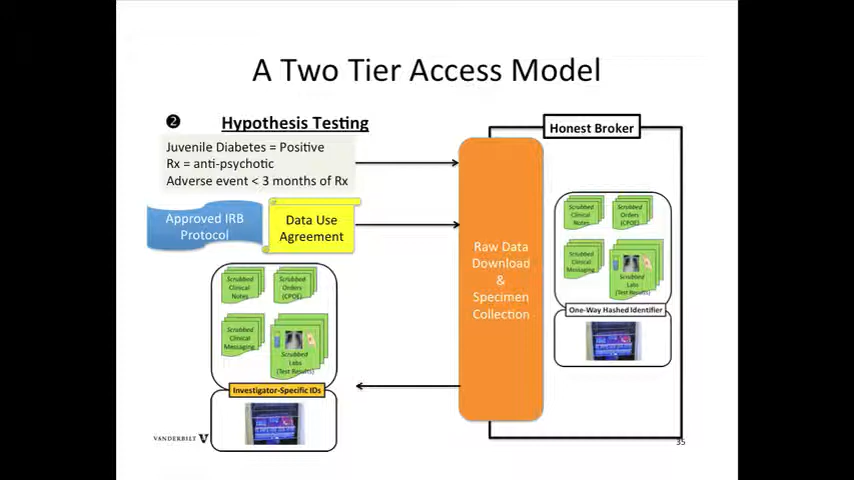 A Two Tier Access Model
❷
Hypothesis Testing
Juvenile Diabetes = Positive
Rx = anti-psychotic
Adverse event < 3 months of Rx
Approved IRB
Protocol
Data Use
Agreement
Scrubbed
Clinical
Notes
Scrubbed
Orders
(CPOE)
Scrubbed
Clinical
Messaging
Scrubbed
Labs
(Test Results)
Investigator-Specific IDs
Raw Data
Download
&
Specimen
Collection
Honest Broker
Scrubbed
Clinical
Notes
Scrubbed
Orders
(CPOE)
Scrubbed
Clinical
Messaging
Scrubbed
Labs
(Test Results)
One-Way Hashed Identifier
VANDERBILT V
35